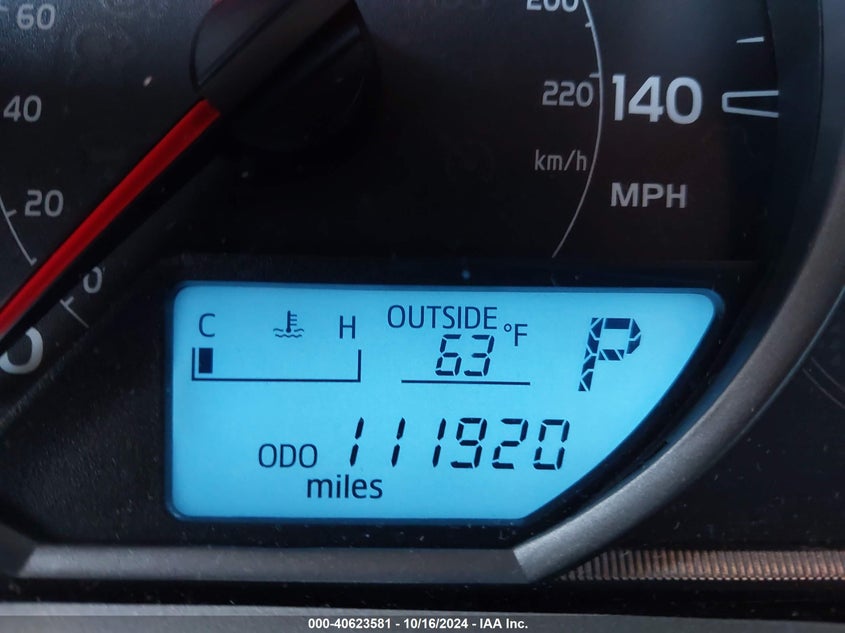 60
200
40
220 140
km/h
20
MPH
0
0
C H OUTSIDE °F P
63
ODO 111920
miles
000-40623581 - 10/16/2024 - IAA Inc.